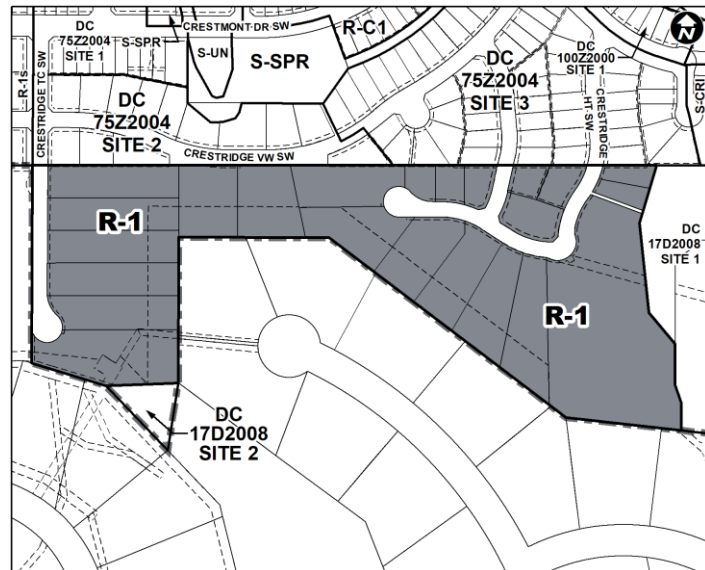 CRESTMONT DR SW
DC
75Z2004
SITE 1
S-SPR
S-UN
S-SPR
R-C1
DC
100Z2000
SITE 1
N
R-1s
CRESTRIDGE TC SW
DC
75Z2004
SITE 2
CRESTRIDGE VW SW
DC
75Z2004
SITE 3
CRESTRIDGE
HT SW
S-CRI
R-1
DC
17D2008
SITE 1
R-1
DC
17D2008
SITE 2